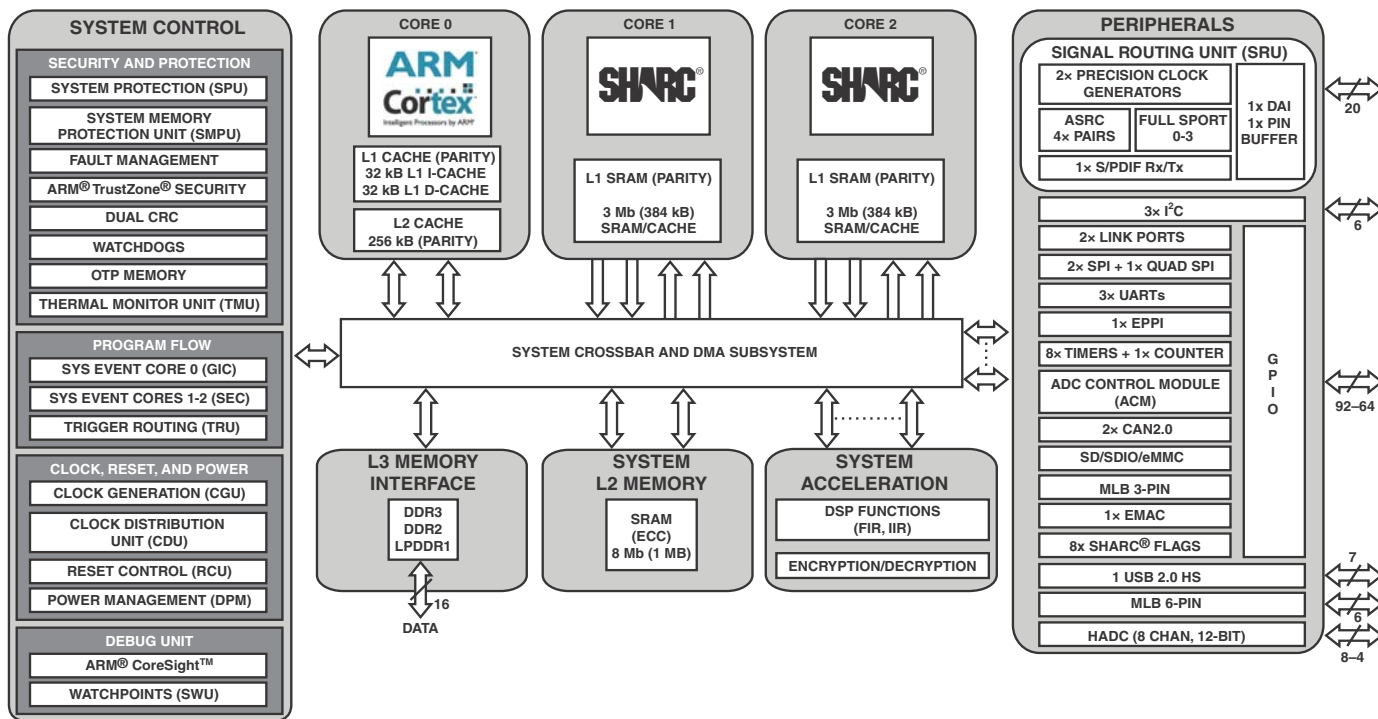 SYSTEM CONTROL
SECURITY AND PROTECTION
SYSTEM PROTECTION (SPU)
SYSTEM MEMORY
PROTECTION UNIT (SMPU)
FAULT MANAGEMENT
ARM® TrustZone® SECURITY
DUAL CRC
WATCHDOGS
OTP MEMORY
THERMAL MONITOR UNIT (TMU)
PROGRAM FLOW
SYS EVENT CORE 0 (GIC)
SYS EVENT CORES 1-2 (SEC)
TRIGGER ROUTING (TRU)
CLOCK, RESET, AND POWER
CLOCK GENERATION (CGU)
CLOCK DISTRIBUTION
UNIT (CDU)
RESET CONTROL (RCU)
POWER MANAGEMENT (DPM)
DEBUG UNIT
ARM® CoreSight™
WATCHPOINTS (SWU)
CORE 0
ARM
Cortex
Intelligent Processors by ARM®
L1 CACHE (PARITY)
32 kB L1 I-CACHE
32 kB L1 D-CACHE
L2 CACHE
256 kB (PARITY)
CORE 1
SHARC®
L1 SRAM (PARITY)
3 Mb (384 kB)
SRAM/CACHE
CORE 2
SHARC®
L1 SRAM (PARITY)
3 Mb (384 kB)
SRAM/CACHE
SYSTEM CROSSBAR AND DMA SUBSYSTEM
L3 MEMORY
INTERFACE
DDR3
DDR2
LPDDR1
16
DATA
SYSTEM
L2 MEMORY
SRAM
(ECC)
8 Mb (1 MB)
SYSTEM
ACCELERATION
DSP FUNCTIONS
(FIR, IIR)
ENCRYPTION/DECRYPTION
PERIPHERALS
SIGNAL ROUTING UNIT (SRU)
2× PRECISION CLOCK
GENERATORS
ASRC
4× PAIRS
FULL SPORT
0-3
1× S/PDIF Rx/Tx
1x DAI
1x PIN
BUFFER
20
3× I²C
6
2× LINK PORTS
2× SPI + 1× QUAD SPI
3× UARTs
1× EPPI
8× TIMERS + 1× COUNTER
ADC CONTROL MODULE
(ACM)
2× CAN2.0
SD/SDIO/eMMC
MLB 3-PIN
1× EMAC
8x SHARC® FLAGS
G
P
I
O
92–64
1 USB 2.0 HS
7
MLB 6-PIN
6
HADC (8 CHAN, 12-BIT)
8–4